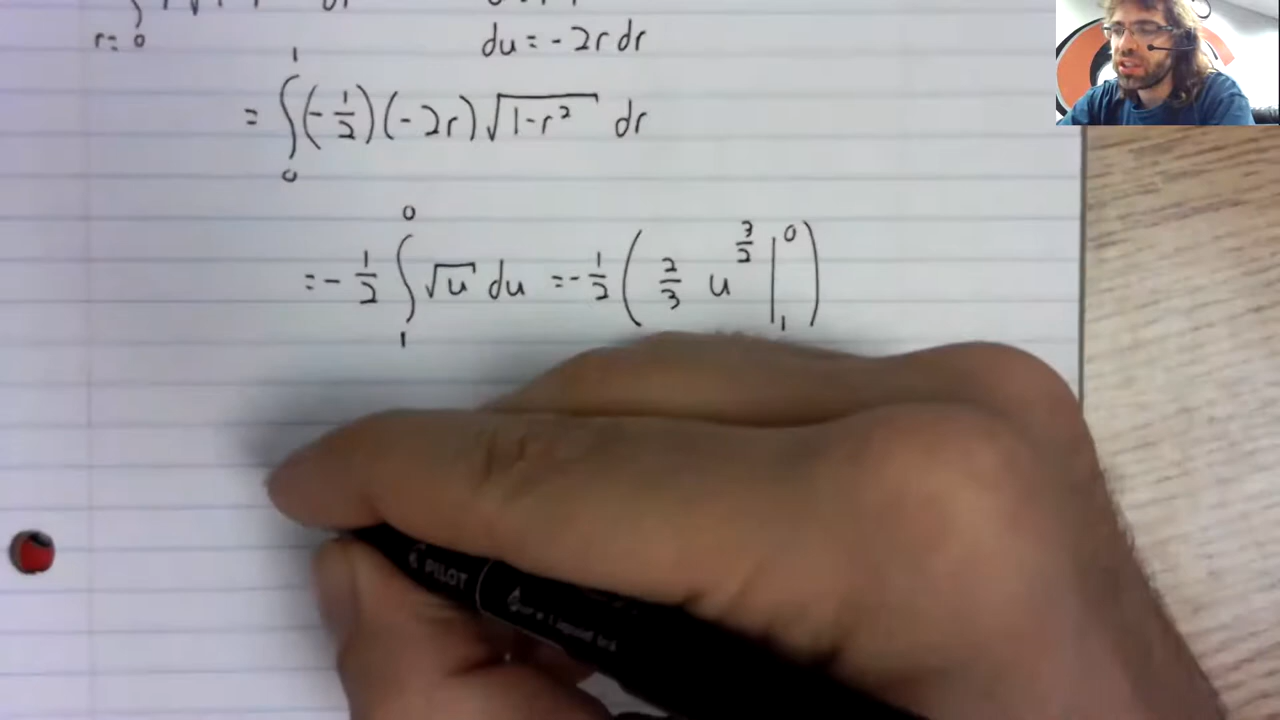 r= 0
du = -2r dr
= ∫₀¹ (-1/2)(-2r)√(1-r²) dr
= -1/2 ∫₁⁰ √u du = -1/2 ( 2/3 u^(3/2) |₁⁰ )
PILOT